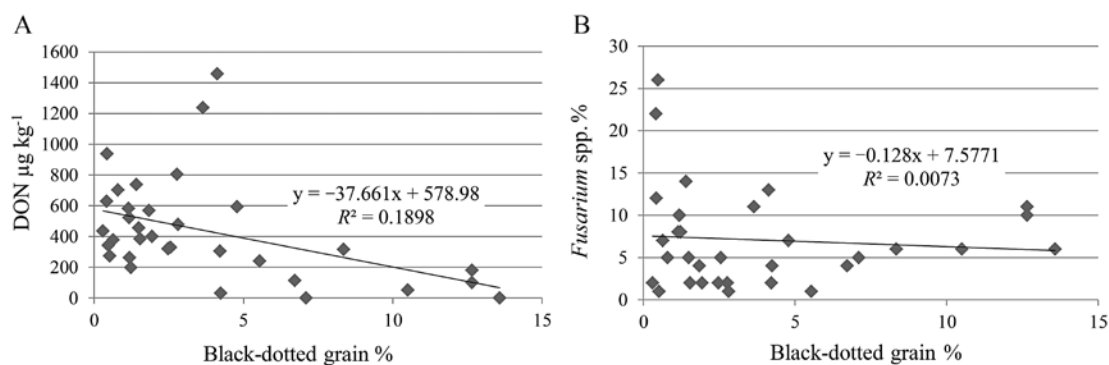 A
DON µg kg⁻¹
1600
1400
1200
1000
800
600
400
200
0
y = −37.661x + 578.98
R² = 0.1898
0 5 10 15
Black-dotted grain %
B
Fusarium spp. %
30
25
20
15
10
5
0
y = −0.128x + 7.5771
R² = 0.0073
0 5 10 15
Black-dotted grain %